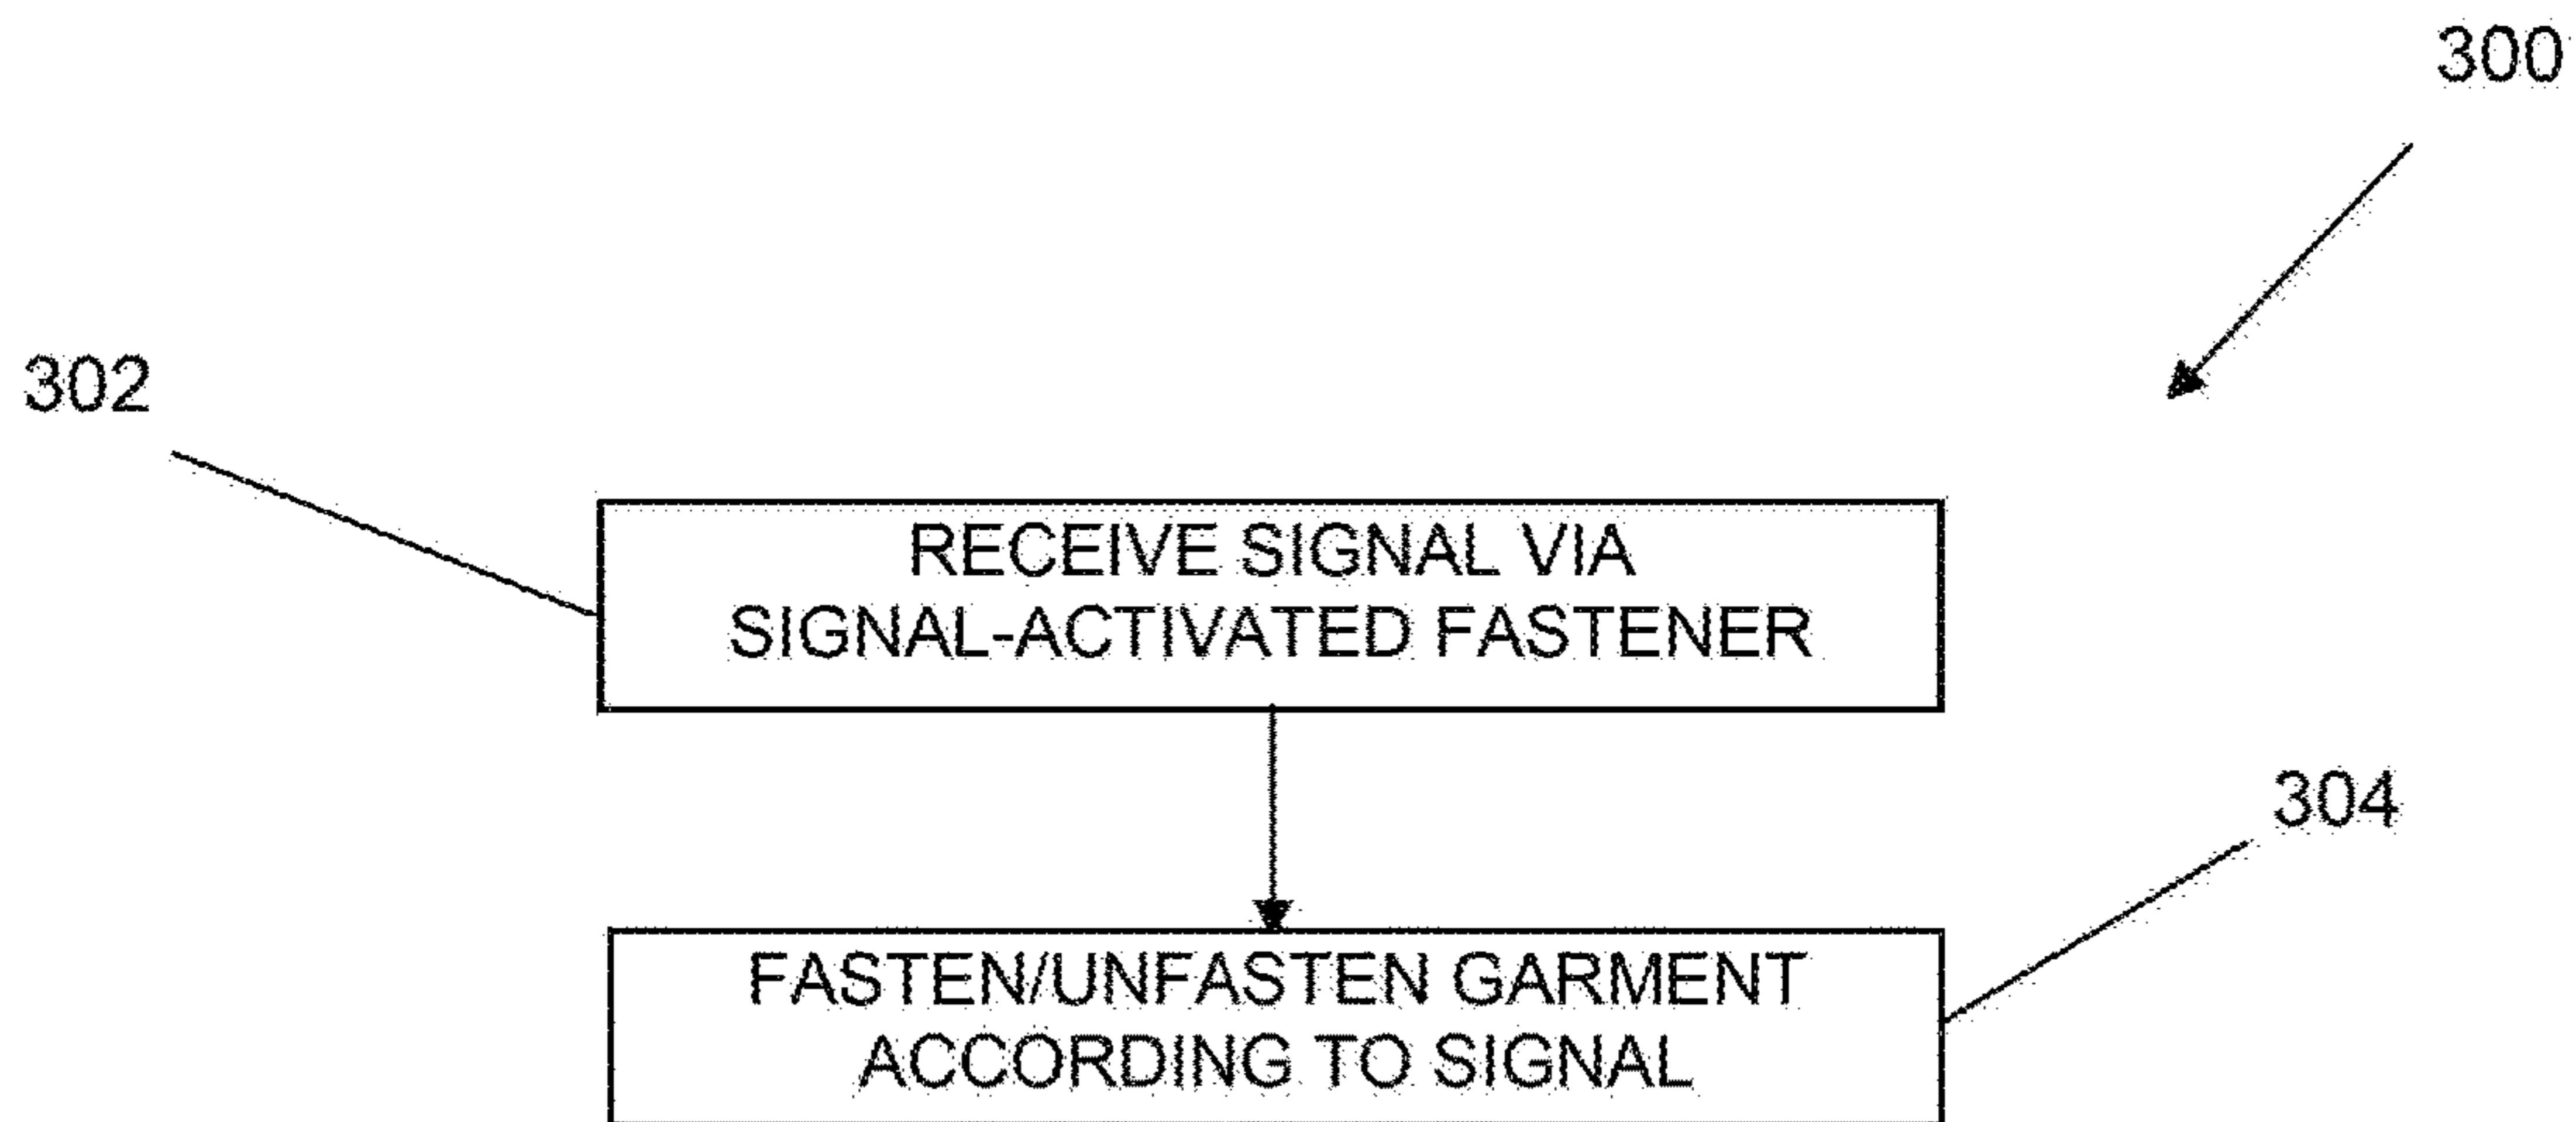 300
302
RECEIVE SIGNAL VIA
SIGNAL-ACTIVATED FASTENER
304
FASTEN/UNFASTEN GARMENT
ACCORDING TO SIGNAL